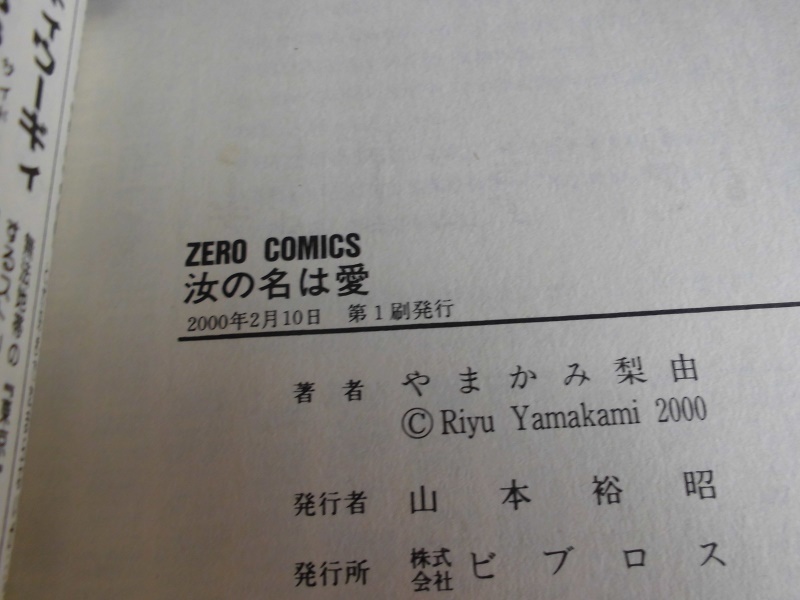 ZERO COMICS
汝の名は愛
2000年2月10日 第1刷発行
著者 やまかみ梨由
©Riyu Yamakami 2000
発行者 山本裕昭
発行所 株式会社 ビブロス